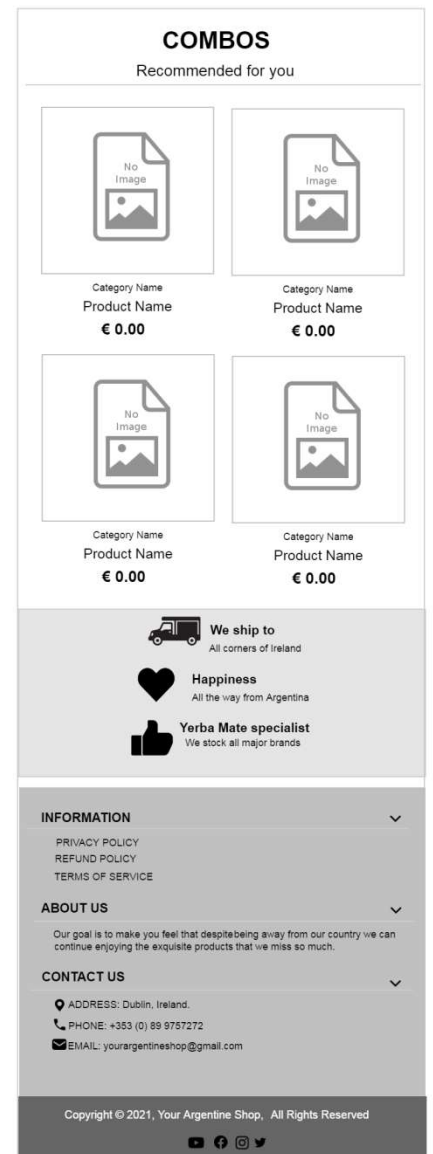 COMBOS
Recommended for you
No
Image
No
Image
Category Name
Product Name
€ 0.00
Category Name
Product Name
€ 0.00
No
Image
No
Image
Category Name
Product Name
€ 0.00
Category Name
Product Name
€ 0.00
We ship to
All corners of Ireland
Happiness
All the way from Argentina
Yerba Mate specialist
We stock all major brands
INFORMATION
PRIVACY POLICY
REFUND POLICY
TERMS OF SERVICE
ABOUT US
Our goal is to make you feel that despitebeing away from our country we can
continue enjoying the exquisite products that we miss so much.
CONTACT US
ADDRESS: Dublin, Ireland.
PHONE: +353 (0) 89 9757272
EMAIL: yourargentineshop@gmail.com
Copyright © 2021, Your Argentine Shop, All Rights Reserved